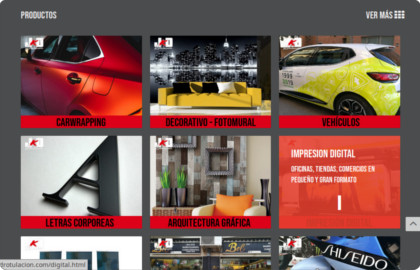 PRODUCTOS
VER MÁS
CARWRAPPING
DECORATIVO - FOTOMURAL
VEHÍCULOS
LETRAS CORPOREAS
ARQUITECTURA GRÁFICA
IMPRESION DIGITAL
OFICINAS, TIENDAS, COMERCIOS EN
PEQUEÑO Y GRAN FORMATO
SHISEIDO
rotulacion.com/digital.html